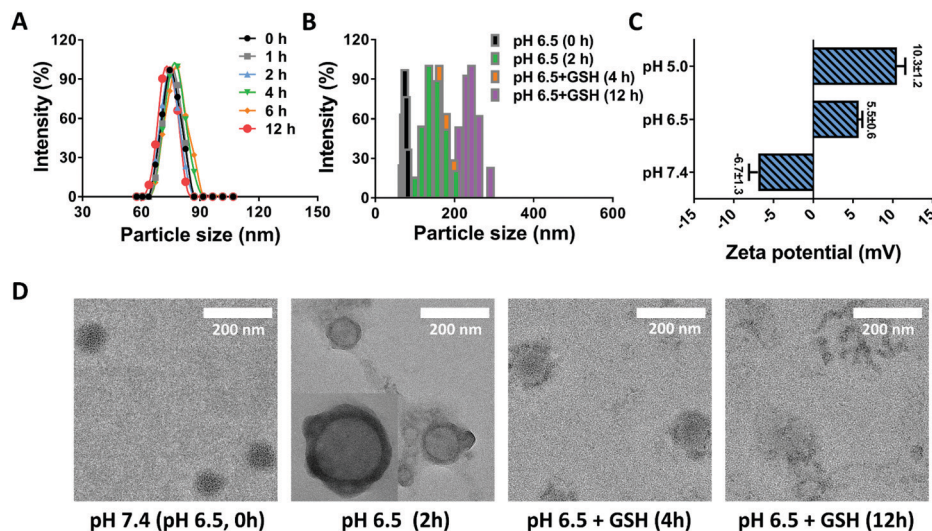 A
Intensity (%)
120
90
60
30
0
30
60
90
120
150
Particle size (nm)
0 h
1 h
2 h
4 h
6 h
12 h
B
Intensity (%)
120
90
60
30
0
0
200
400
600
Particle size (nm)
pH 6.5 (0 h)
pH 6.5 (2 h)
pH 6.5+GSH (4 h)
pH 6.5+GSH (12 h)
C
pH 5.0
pH 6.5
pH 7.4
10.3±1.2
5.5±0.6
-6.7±1.3
-15
-10
-5
0
5
10
15
Zeta potential (mV)
D
200 nm
200 nm
200 nm
200 nm
pH 7.4 (pH 6.5, 0h)
pH 6.5 (2h)
pH 6.5 + GSH (4h)
pH 6.5 + GSH (12h)